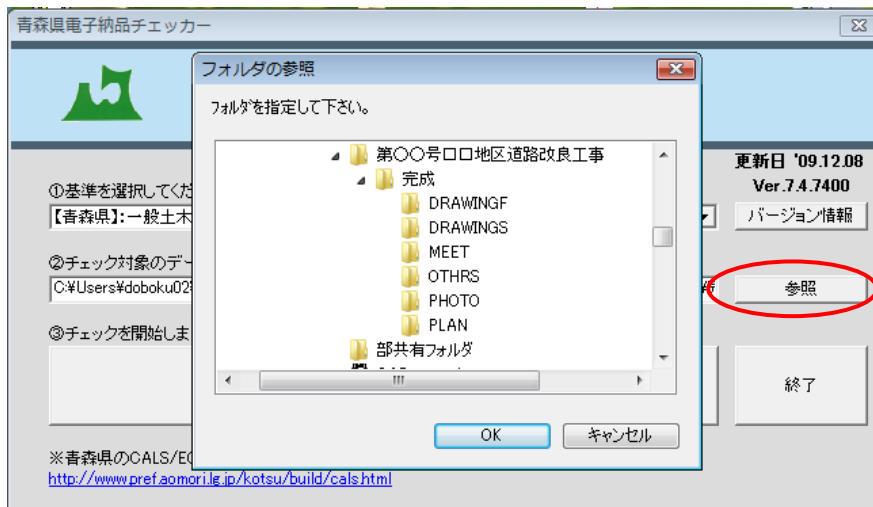 青森県電子納品チェッカー
フォルダの参照
フォルダを指定して下さい。
第〇〇号ロロ地区道路改良工事
完成
DRAWINGF
DRAWINGS
MEET
OTHRS
PHOTO
PLAN
部共有フォルダ
OK
キャンセル
更新日 '09.12.08
Ver.7.4.7400
①基準を選択してくだ
【青森県】:一般土木
バージョン情報
②チェック対象のデー
C:¥Users¥doboku02
参照
③チェックを開始しま
終了
※青森県のCALS/EC
http://www.pref.aomori.lg.jp/kotsu/build/cals.html